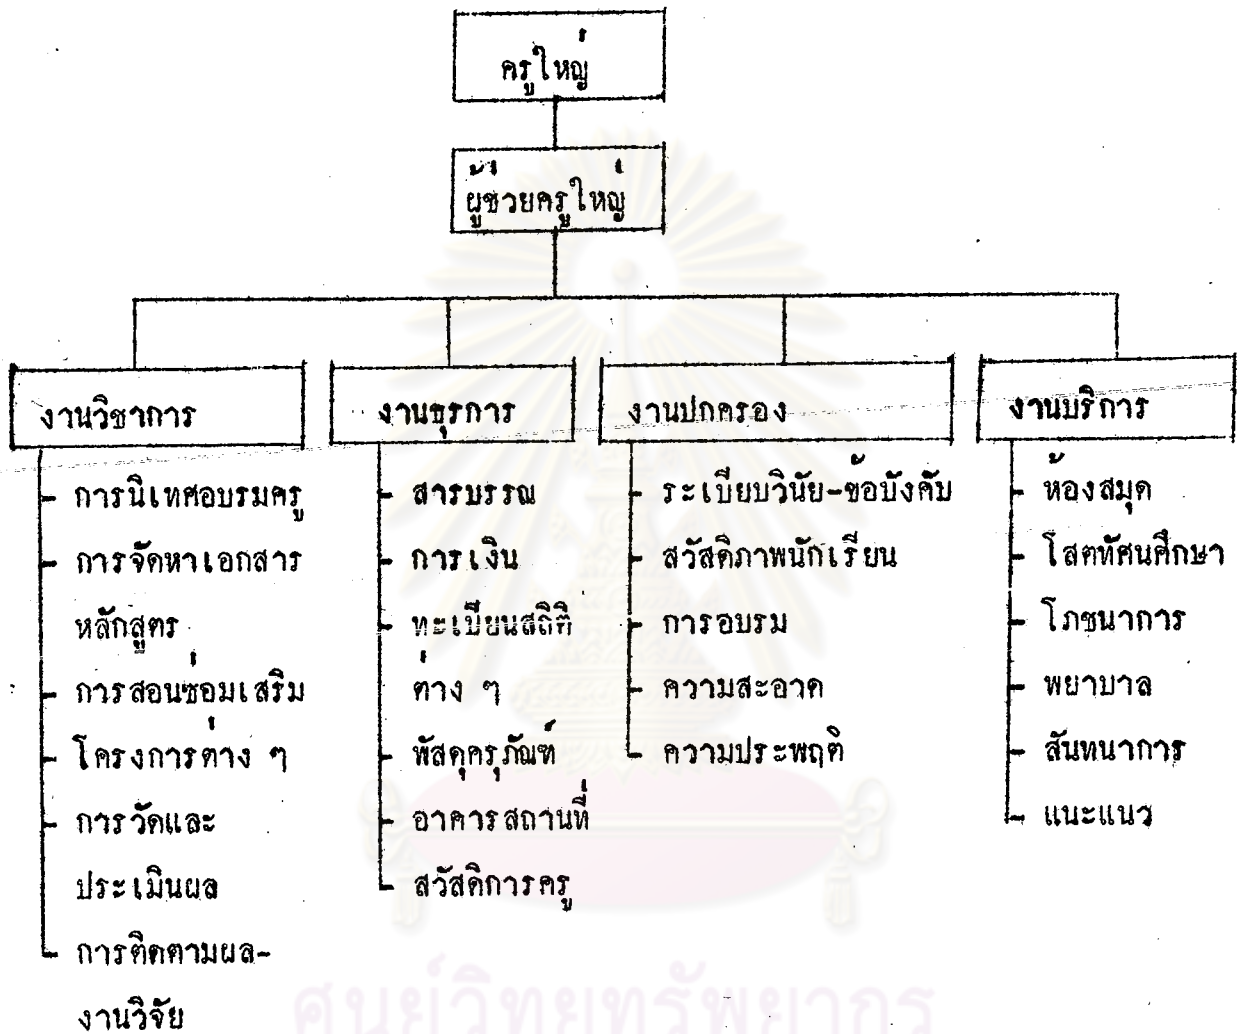 ครูใหญ่
ผู้ช่วยครูใหญ่
งานวิชาการ
- การนิเทศอบรมครู
- การจัดหาเอกสาร
หลักสูตร
- การสอนซ่อมเสริม
- โครงการต่าง ๆ
- การวัดและ
ประเมินผล
- การติดตามผล-
งานวิจัย
งานธุรการ
- สารบรรณ
- การเงิน
- ทะเบียนสถิติ
ต่าง ๆ
- พัสดุครุภัณฑ์
- อาคารสถานที่
- สวัสดิการครู
งานปกครอง
- ระเบียบวินัย-ข้อบังคับ
- สวัสดิภาพนักเรียน
- การอบรม
- ความสะอาด
- ความประพฤติ
งานบริการ
- ห้องสมุด
- โสตทัศนศึกษา
- โภชนาการ
- พยาบาล
- สันทนาการ
- แนะแนว
ศูนย์วิทยทรัพยากร